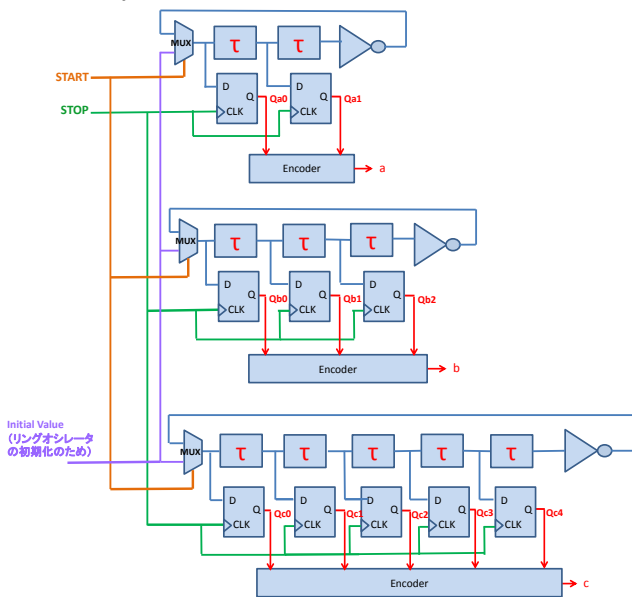 MUX
τ
τ
START
D
Q
CLK
Qa0
D
Q
CLK
Qa1
STOP
Encoder
a
MUX
τ
τ
τ
D
Q
CLK
Qb0
D
Q
CLK
Qb1
D
Q
CLK
Qb2
Encoder
b
Initial Value
(リングオシレータ
の初期化のため)
MUX
τ
τ
τ
τ
τ
D
Q
CLK
Qc0
D
Q
CLK
Qc1
D
Q
CLK
Qc2
D
Q
CLK
Qc3
D
Q
CLK
Qc4
Encoder
c